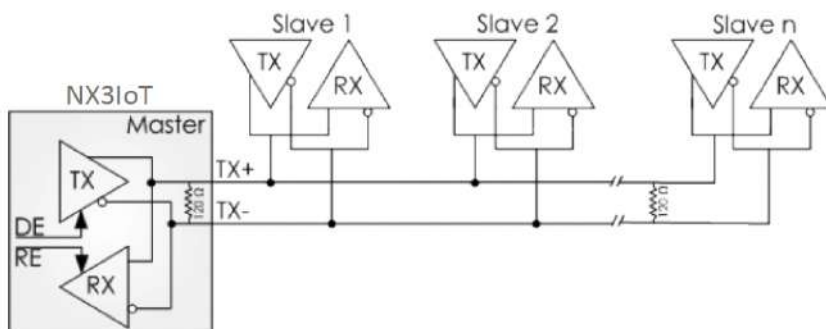 Slave 1 Slave 2 Slave n
TX RX TX RX TX RX
NX3IoT
Master
TX
TX+
120 Ω 120 Ω
TX-
DE
RE
RX